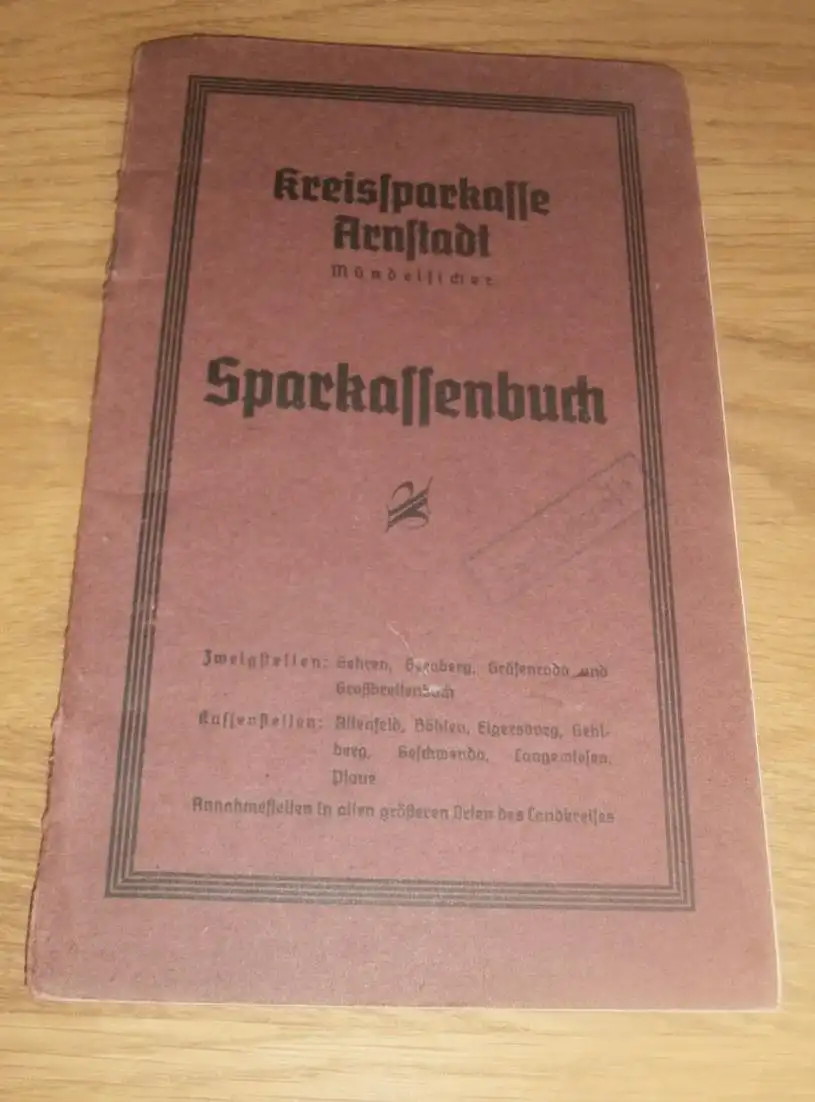 Kreissparkasse
Arnstadt
Mündelsicher
Sparkassenbuch
Zweigstellen: Gehren, Geraberg, Gräfenroda und
Großbreitenbach
Kassenstellen: Altenfeld, Böhlen, Elgersburg, Gehl-
berg, Geschwenda, Langewiesen,
Plaue
Annahmestellen in allen größeren Orten des Landkreises